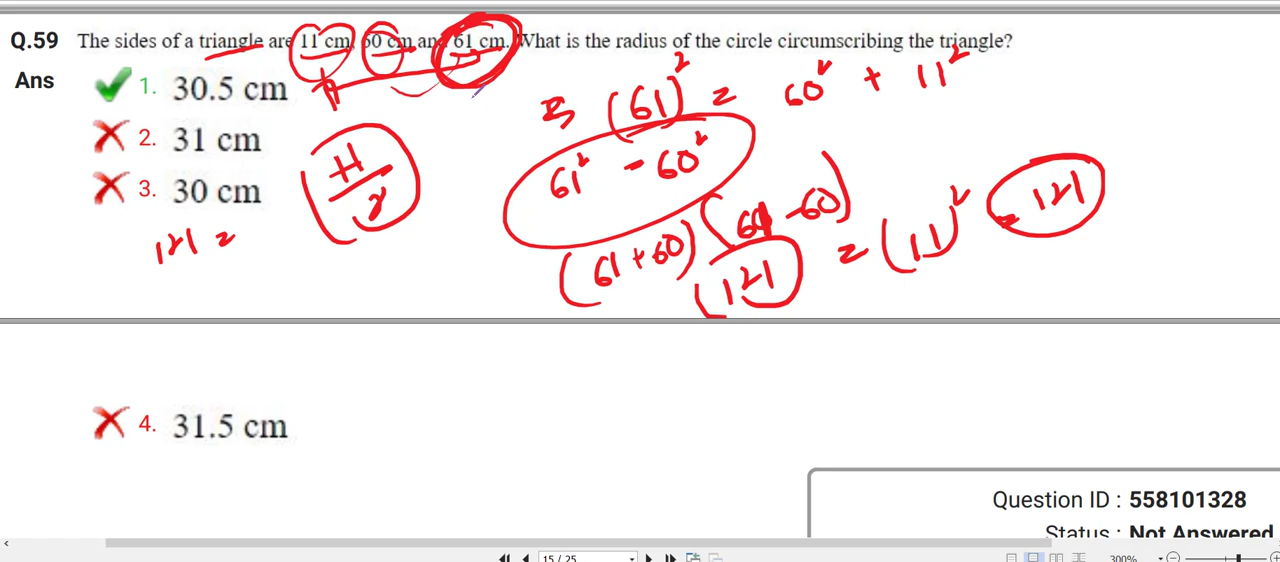 Q.59 The sides of a triangle are 11 cm, 60 cm and 61 cm. What is the radius of the circle circumscribing the triangle?
Ans 1. 30.5 cm
2. 31 cm
3. 30 cm
(61)² = 60² + 11²
61² - 60²
H/2
(61+60) (61-60) = (11)² = 121
(121
121 =
4. 31.5 cm
Question ID : 558101328
Status : Not Answered
15 / 25
300%